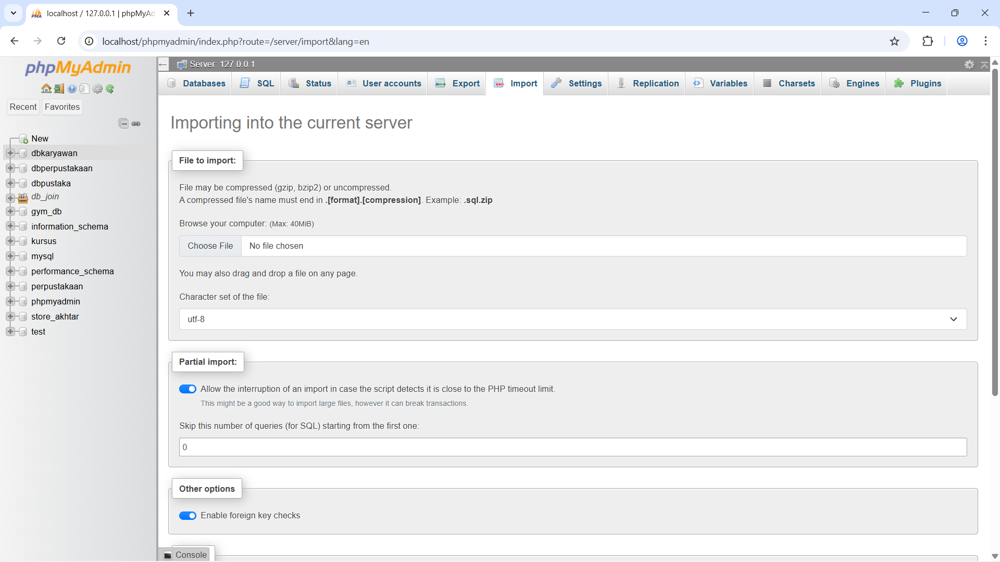 localhost / 127.0.0.1 | phpMyAd
localhost/phpmyadmin/index.php?route=/server/import&lang=en
phpMyAdmin
Recent
Favorites
New
dbkaryawan
dbperpustakaan
dbpustaka
db_join
gym_db
information_schema
kursus
mysql
performance_schema
perpustakaan
phpmyadmin
store_akhtar
test
Server: 127.0.0.1
Databases
SQL
Status
User accounts
Export
Import
Settings
Replication
Variables
Charsets
Engines
Plugins
Importing into the current server
File to import:
File may be compressed (gzip, bzip2) or uncompressed.
A compressed file's name must end in .[format].[compression]. Example: .sql.zip
Browse your computer: (Max: 40MiB)
Choose File
No file chosen
You may also drag and drop a file on any page.
Character set of the file:
utf-8
Partial import:
Allow the interruption of an import in case the script detects it is close to the PHP timeout limit.
This might be a good way to import large files, however it can break transactions.
Skip this number of queries (for SQL) starting from the first one:
0
Other options
Enable foreign key checks
Console